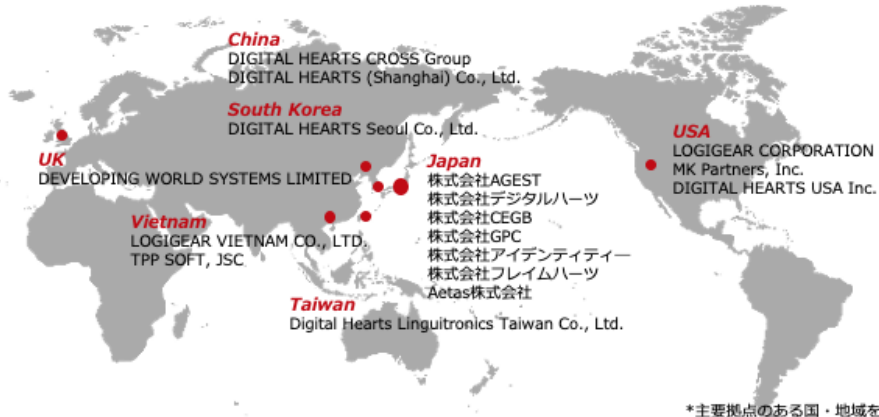 China
DIGITAL HEARTS CROSS Group
DIGITAL HEARTS (Shanghai) Co., Ltd.
South Korea
DIGITAL HEARTS Seoul Co., Ltd.
UK
DEVELOPING WORLD SYSTEMS LIMITED
Vietnam
LOGIGEAR VIETNAM CO., LTD.
TPP SOFT, JSC
Japan
株式会社AGEST
株式会社デジタルハーツ
株式会社CEGB
株式会社GPC
株式会社アイデンティティー
株式会社フレイムハーツ
Aetas株式会社
Taiwan
Digital Hearts Linguitronics Taiwan Co., Ltd.
USA
LOGIGEAR CORPORATION
MK Partners, Inc.
DIGITAL HEARTS USA Inc.
*主要拠点のある国・地域を